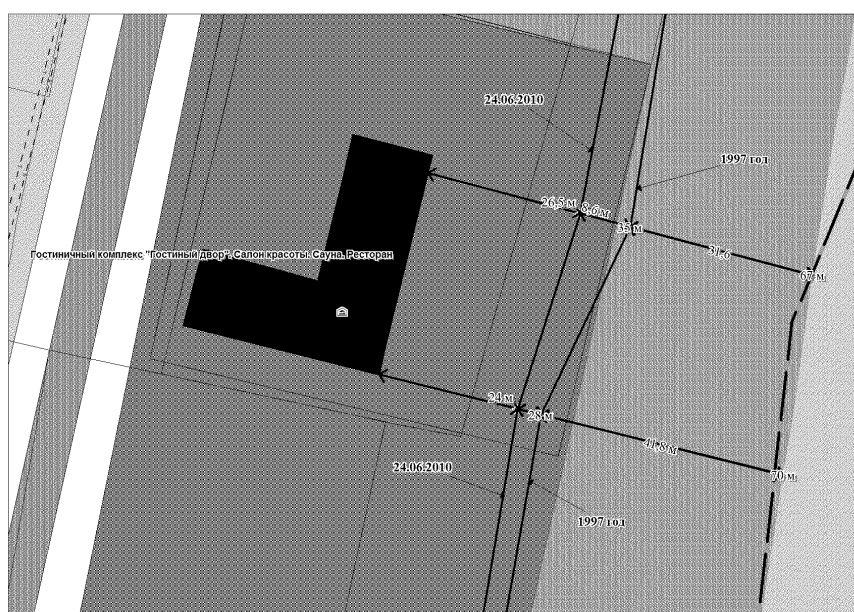 24.06.2010
1997 год
26,5 м
8,6м
35 м
31,6
67 м
Гостиничный комплекс "Гостиный двор". Салон красоты. Сауна. Ресторан
24 м
28 м
41,8 м
70 м
24.06.2010
1997 год